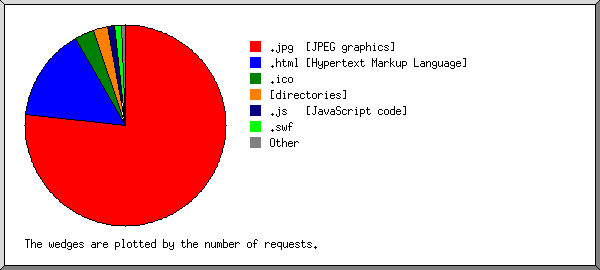 .jpg [JPEG graphics]
.html [Hypertext Markup Language]
.ico
[directories]
.js [JavaScript code]
.swf
Other
The wedges are plotted by the number of requests.